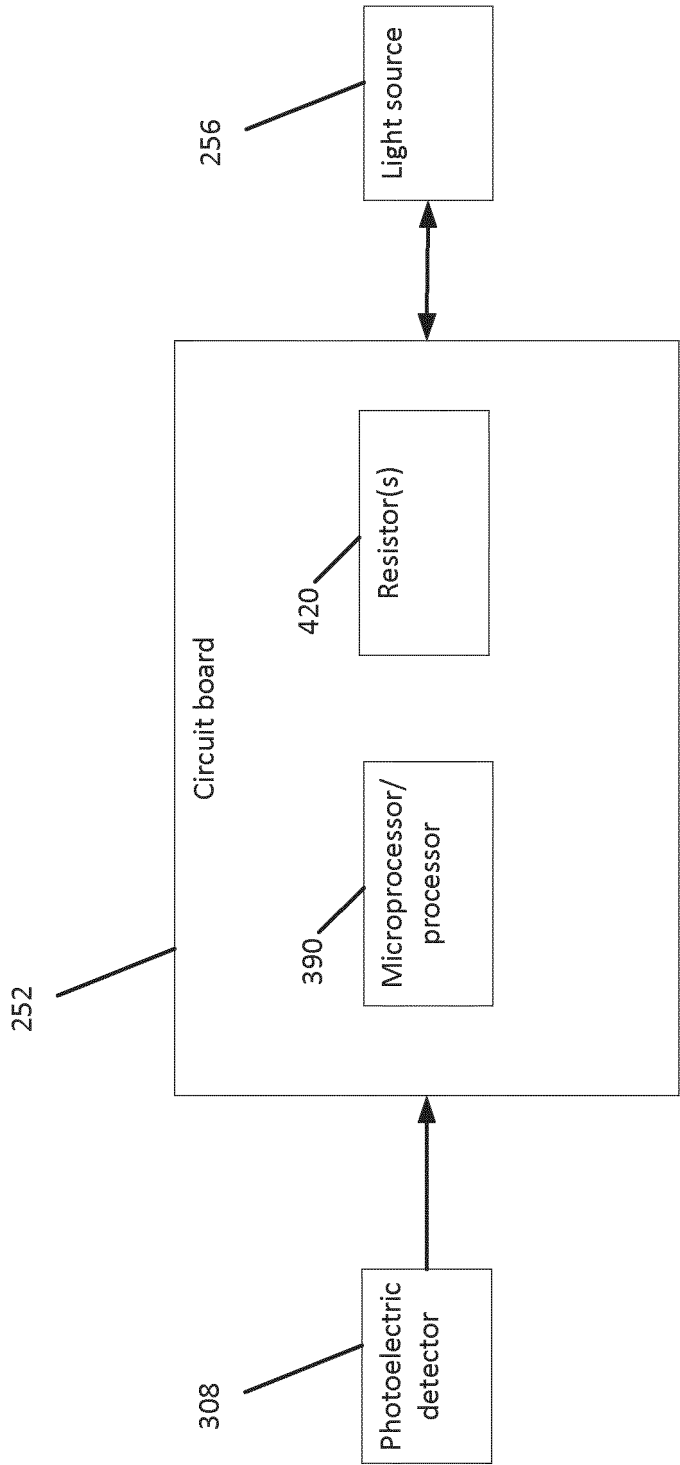 252
Circuit board
308
390
420
256
Photoelectric
detector
Microprocessor/
processor
Resistor(s)
Light source